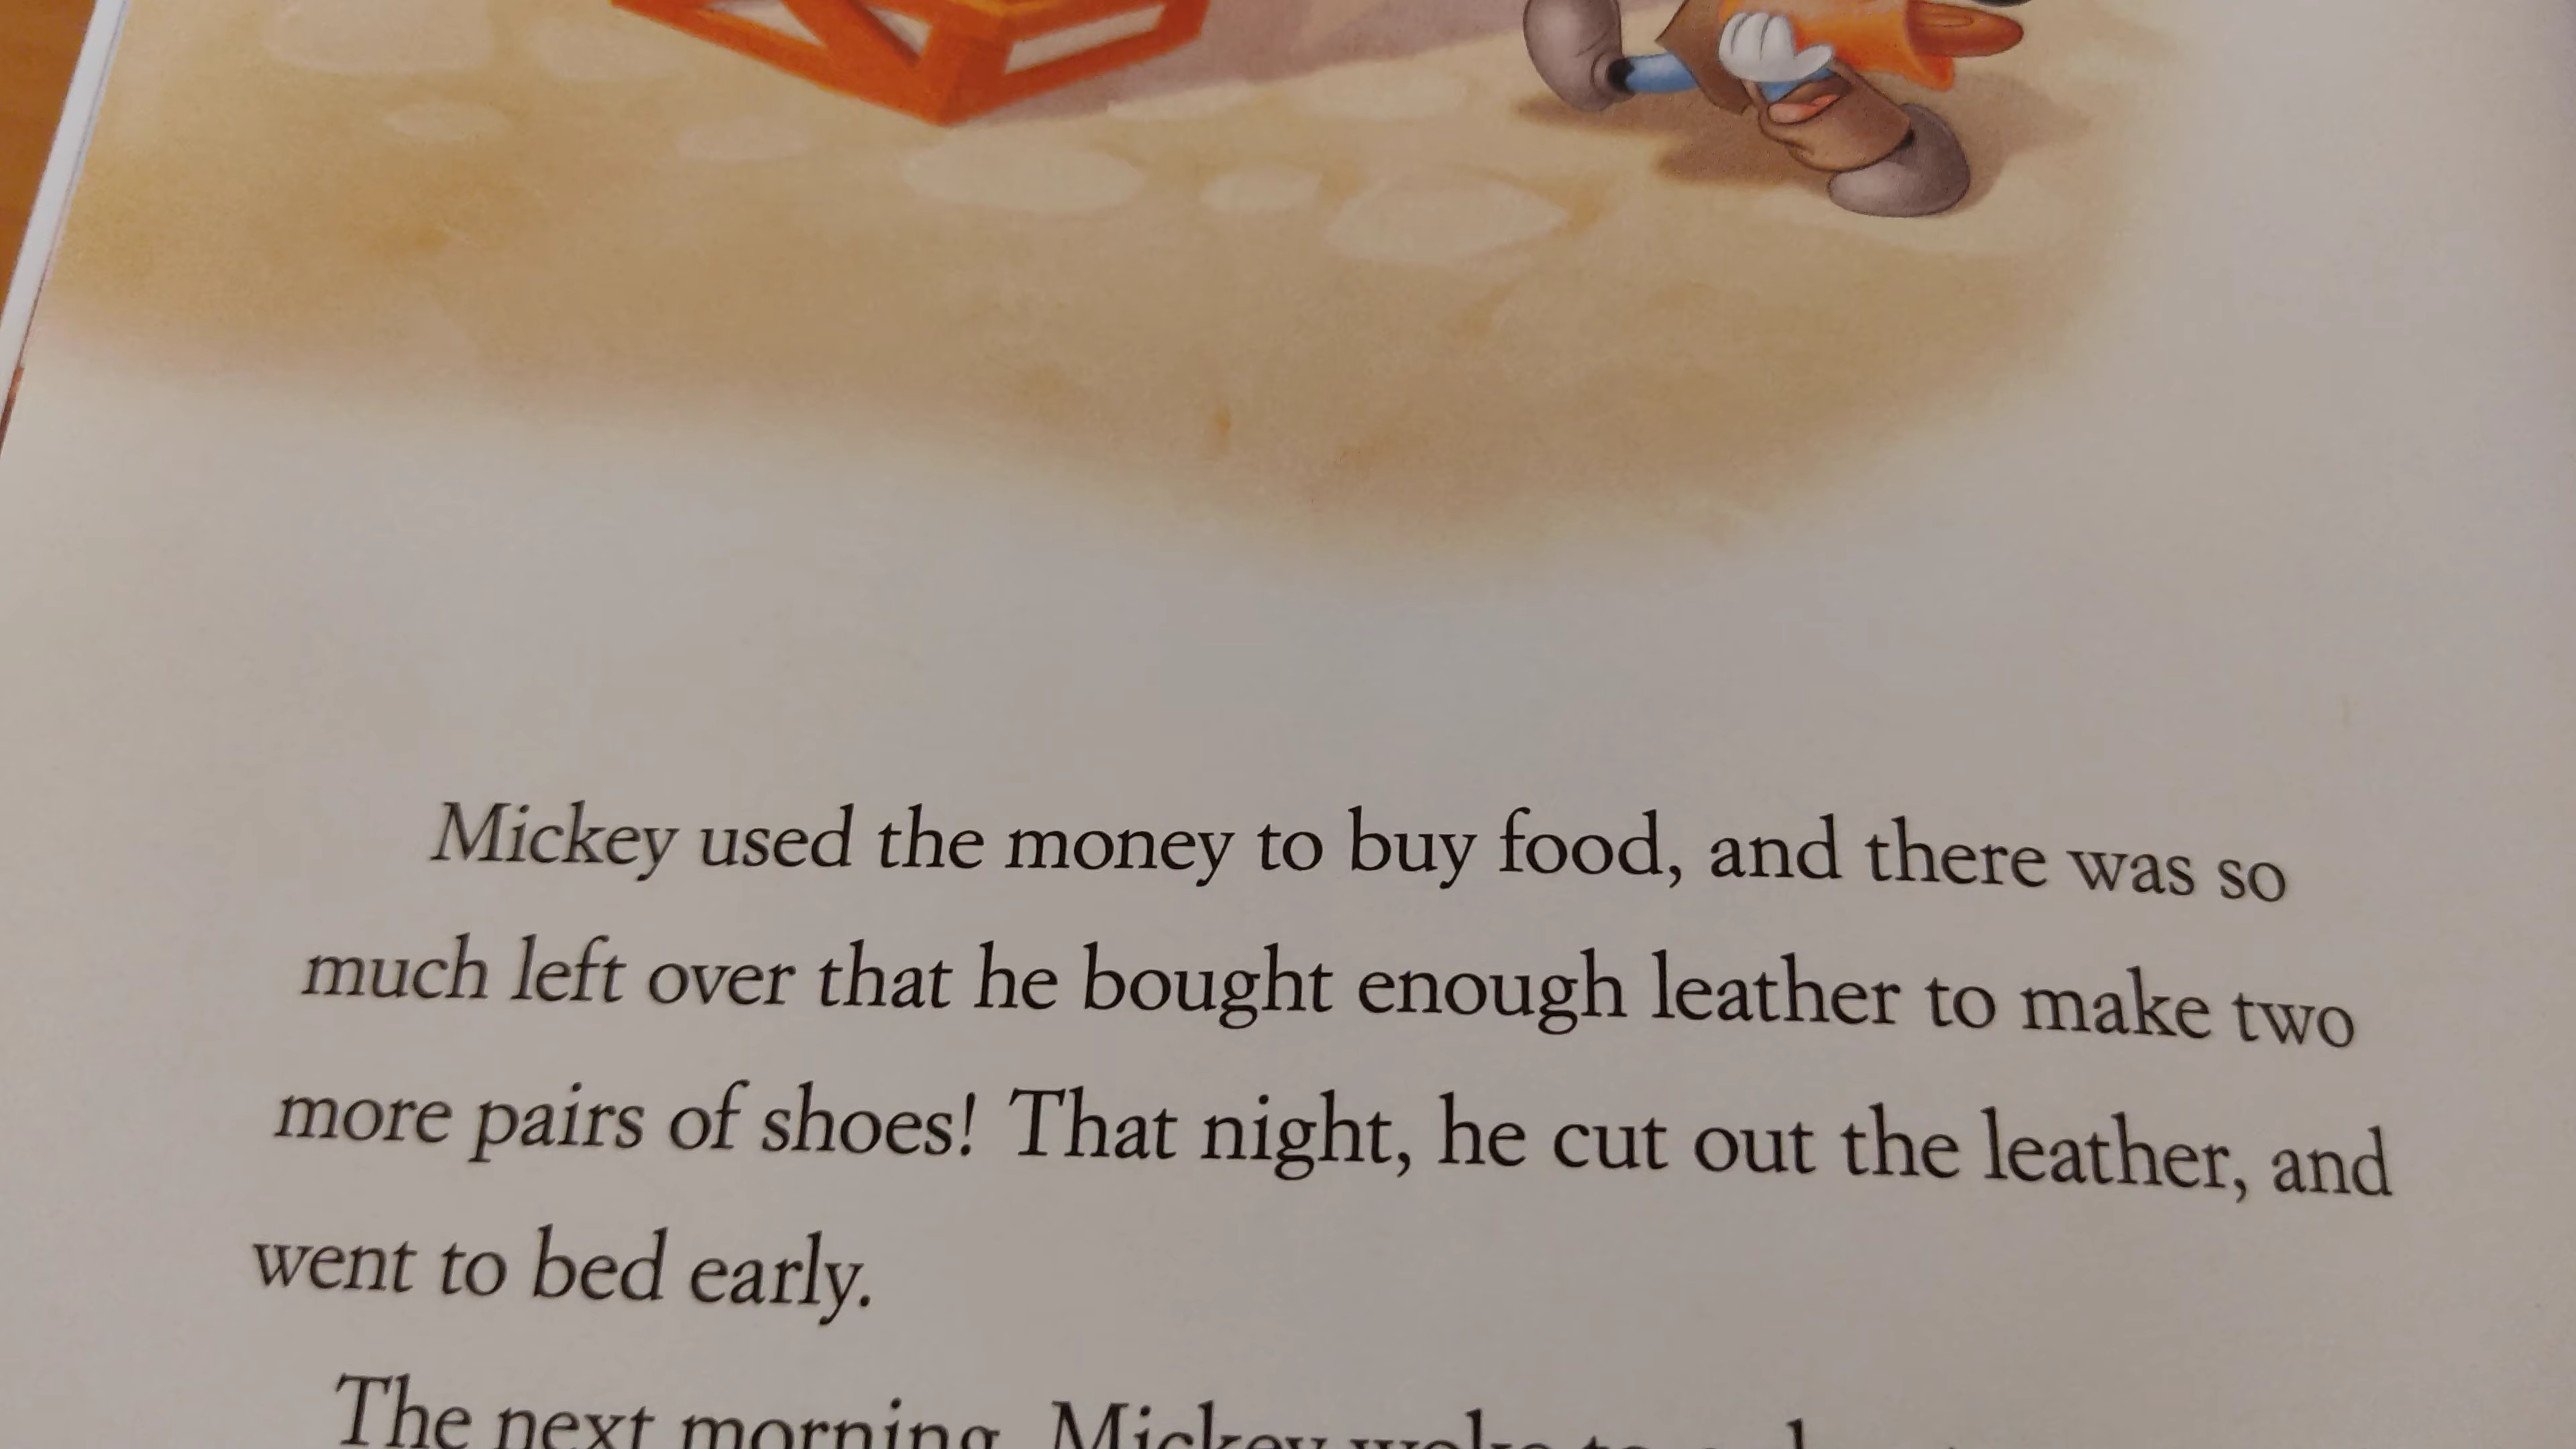 Mickey used the money to buy food, and there was so
much left over that he bought enough leather to make two
more pairs of shoes! That night, he cut out the leather, and
went to bed early.
The next morning, Mickey woke to